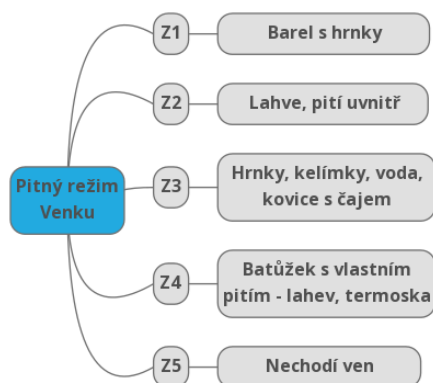 Z1
Barel s hrnky
Z2
Lahve, pití uvnitř
Pitný režim
Venku
Z3
Hrnky, kelímky, voda,
kovice s čajem
Z4
Batůžek s vlastním
pitím - lahev, termoska
Z5
Nechodí ven